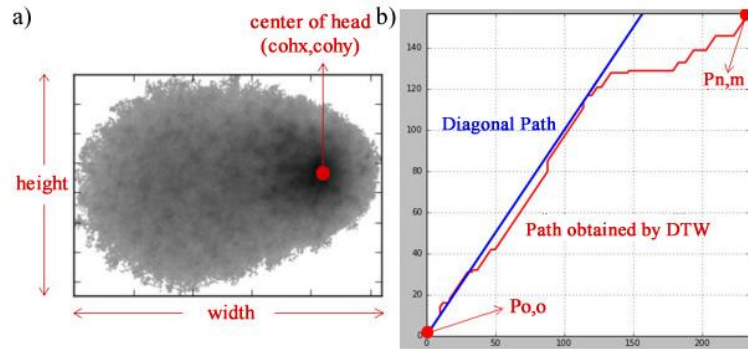 a)
center of head
(cohx,cohy)
height
width
b)
140
120
100
80
60
40
20
0
0
50
100
150
200
Pn,m
Diagonal Path
Path obtained by DTW
Po,o